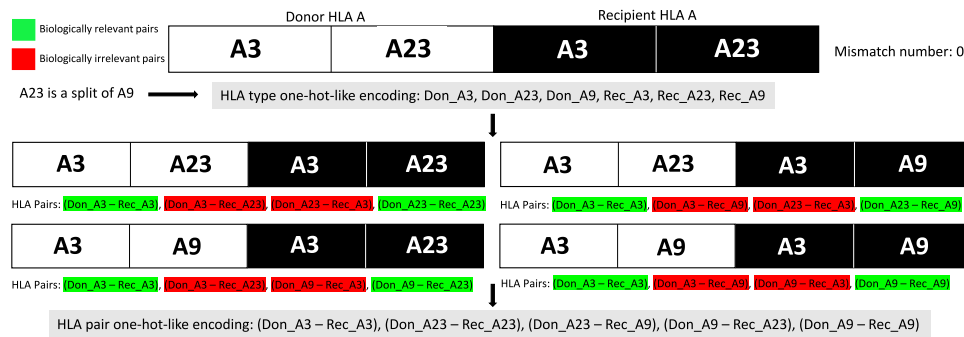 Donor HLA A
Recipient HLA A
Biologically relevant pairs
Biologically irrelevant pairs
A3 A23 A3 A23
Mismatch number: 0
A23 is a split of A9
HLA type one-hot-like encoding: Don_A3, Don_A23, Don_A9, Rec_A3, Rec_A23, Rec_A9
A3 A23 A3 A23
HLA Pairs: (Don_A3 – Rec_A3), (Don_A3 – Rec_A23), (Don_A23 – Rec_A3), (Don_A23 – Rec_A23)
A3 A23 A3 A9
HLA Pairs: (Don_A3 – Rec_A3), (Don_A3 – Rec_A9), (Don_A23 – Rec_A3), (Don_A23 – Rec_A9)
A3 A9 A3 A23
HLA Pairs: (Don_A3 – Rec_A3), (Don_A3 – Rec_A23), (Don_A9 – Rec_A3), (Don_A9 – Rec_A23)
A3 A9 A3 A9
HLA Pairs: (Don_A3 – Rec_A3), (Don_A3 – Rec_A9), (Don_A9 – Rec_A3), (Don_A9 – Rec_A9)
HLA pair one-hot-like encoding: (Don_A3 – Rec_A3), (Don_A23 – Rec_A23), (Don_A23 – Rec_A9), (Don_A9 – Rec_A23), (Don_A9 – Rec_A9)